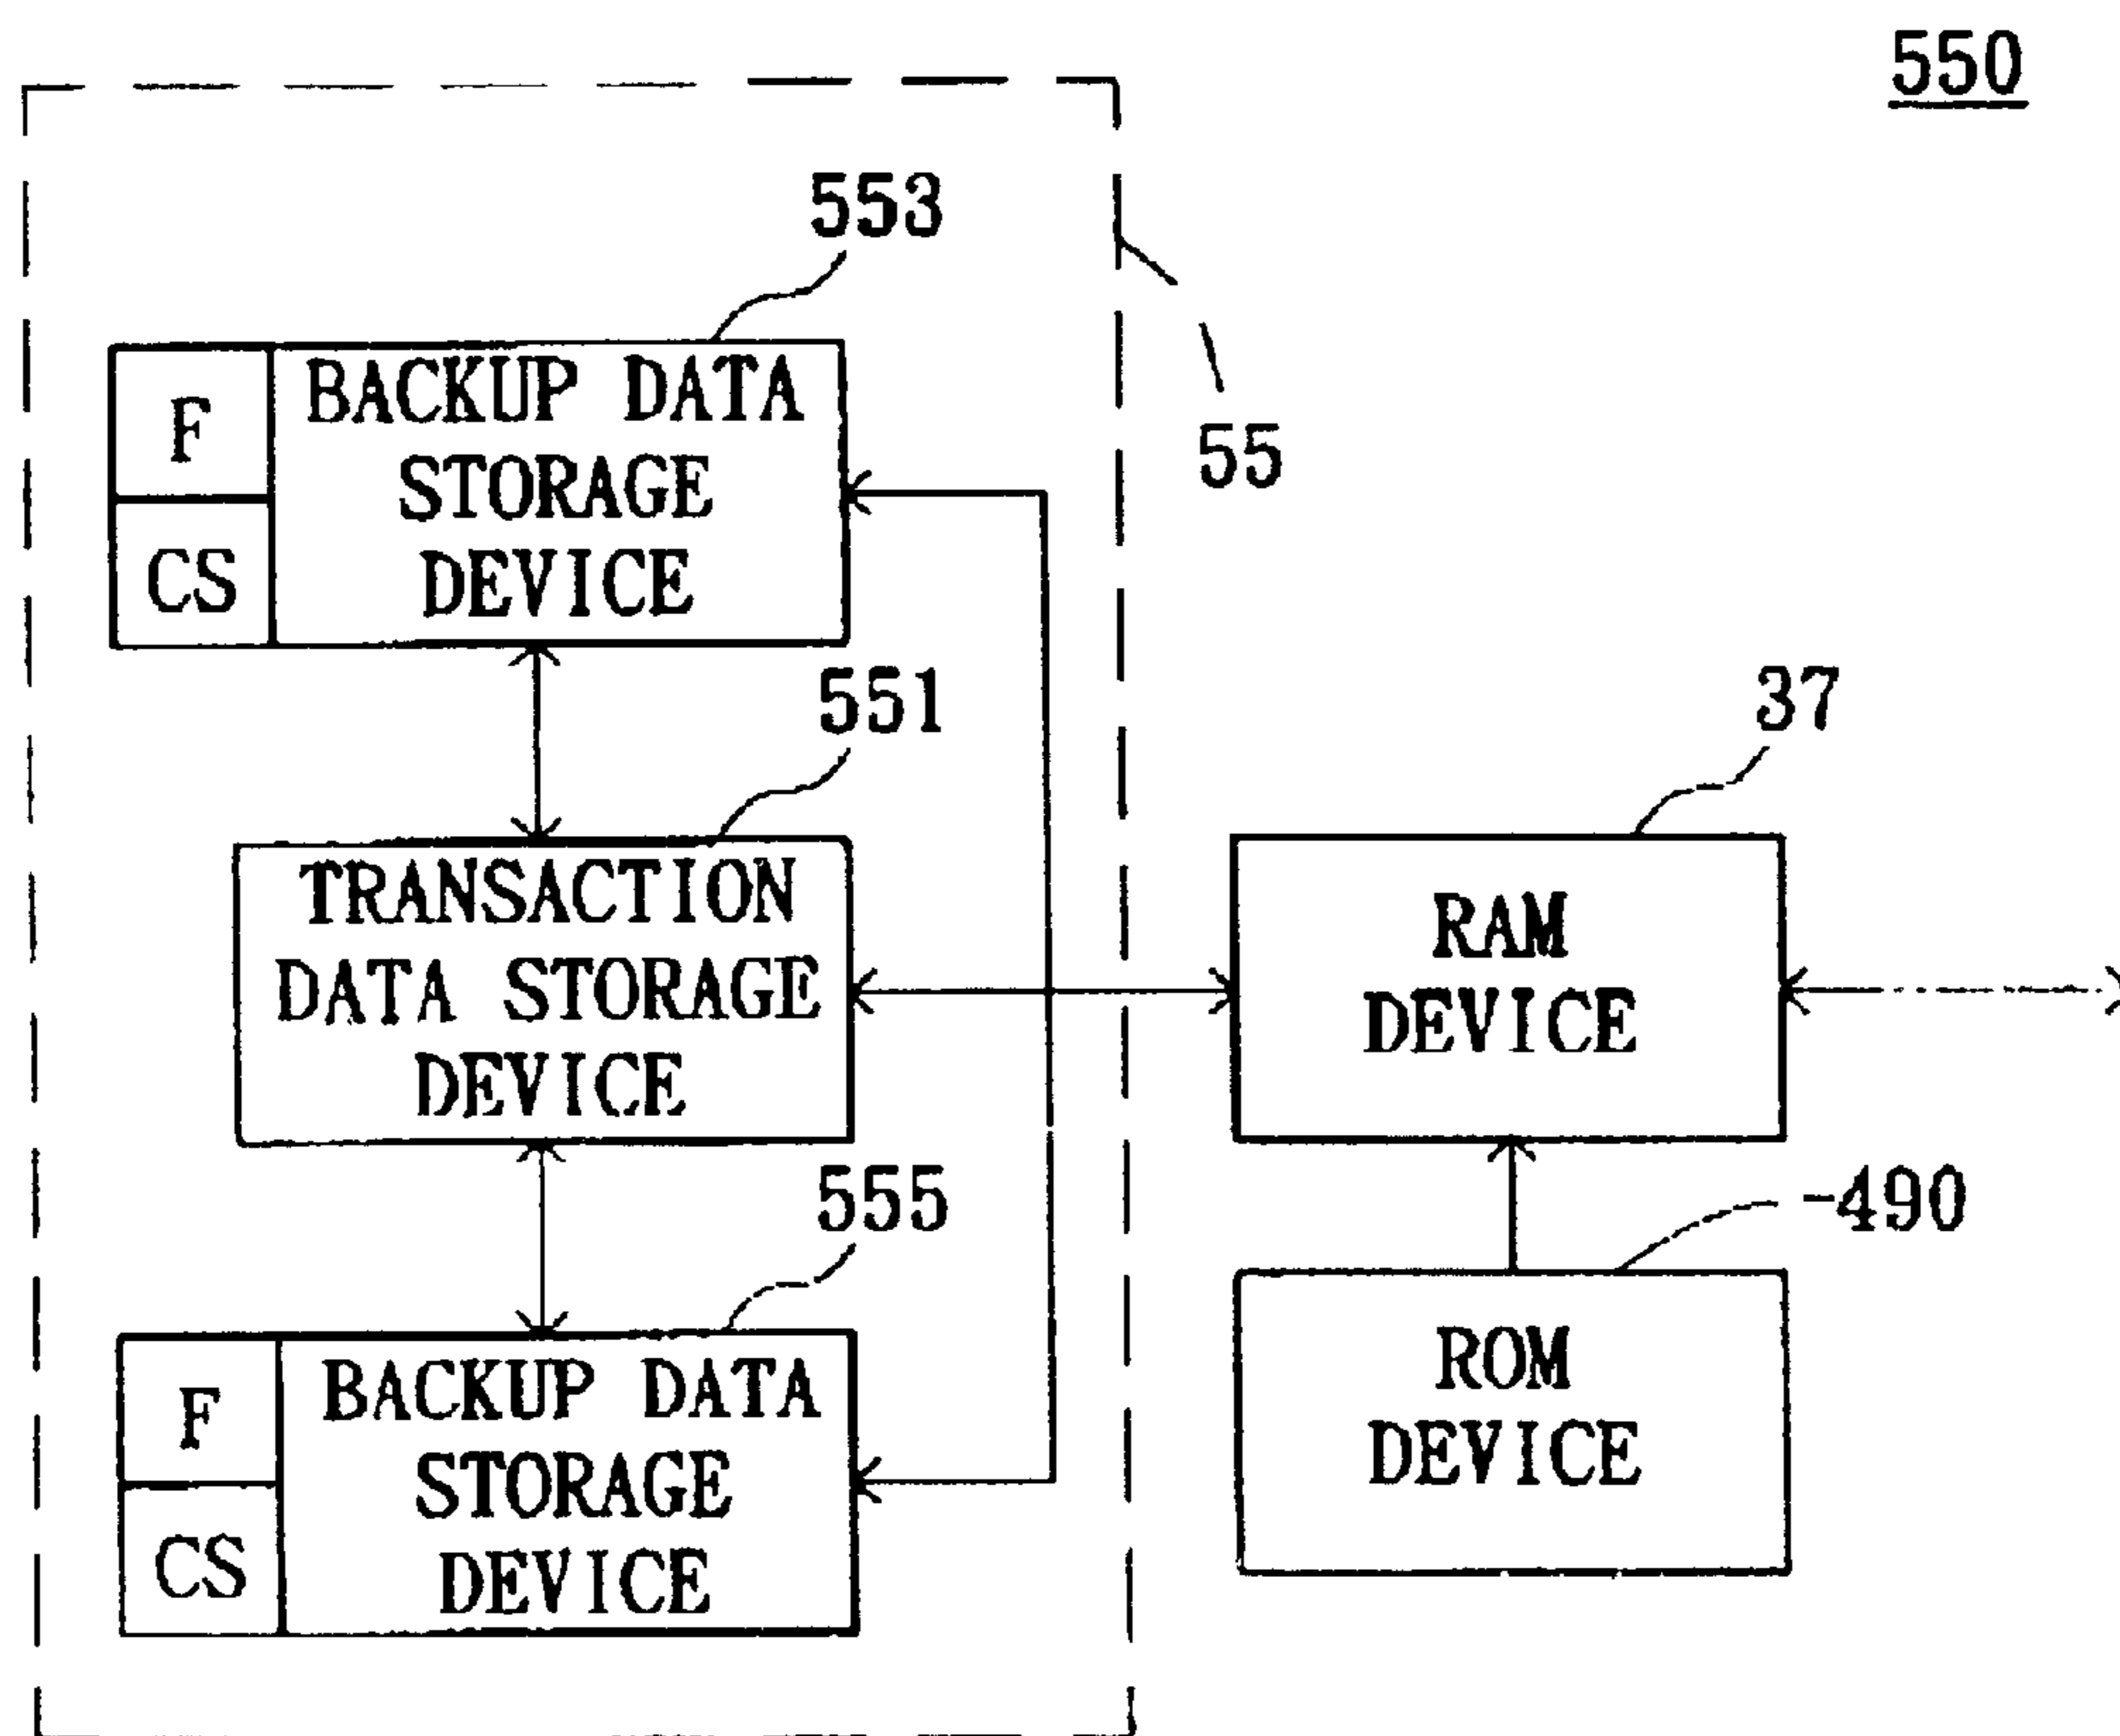 550
553
F
BACKUP DATA
STORAGE
DEVICE
CS
55
551
TRANSACTION
DATA STORAGE
DEVICE
37
RAM
DEVICE
555
F
BACKUP DATA
STORAGE
DEVICE
CS
490
ROM
DEVICE